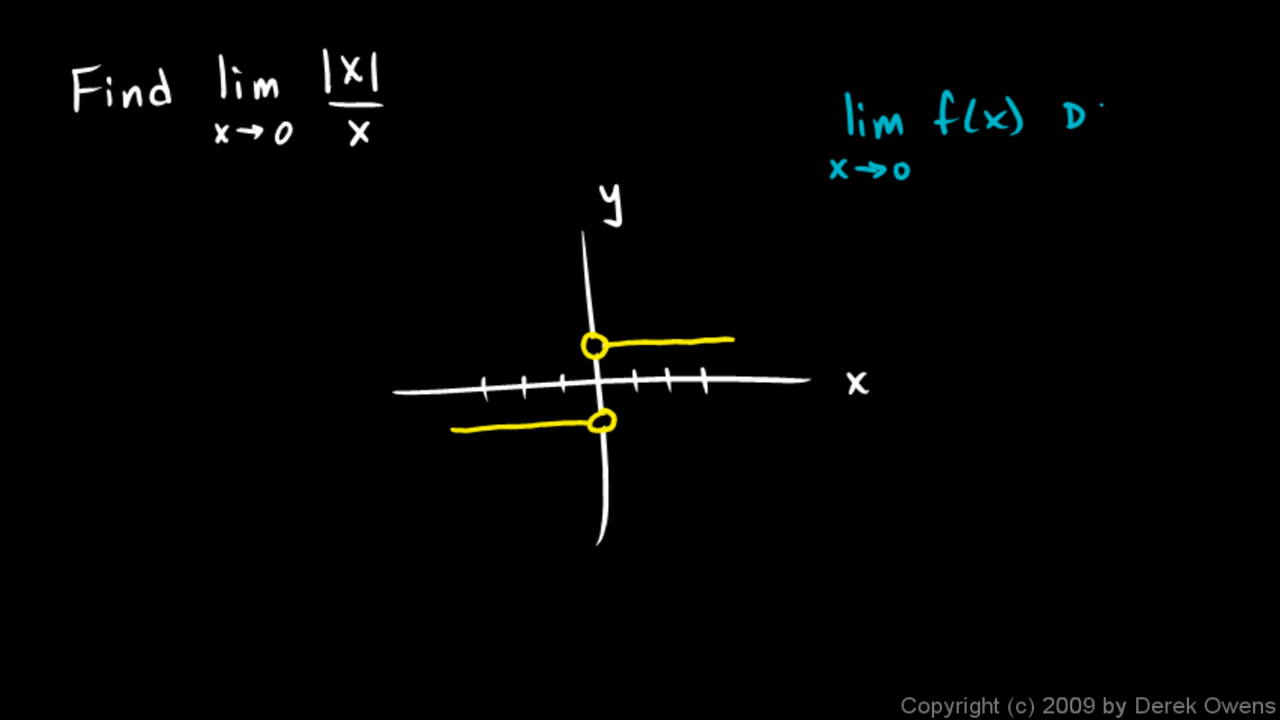 Find lim |x|
x→0 x
lim f(x) D
x→0
y
x
Copyright (c) 2009 by Derek Owens